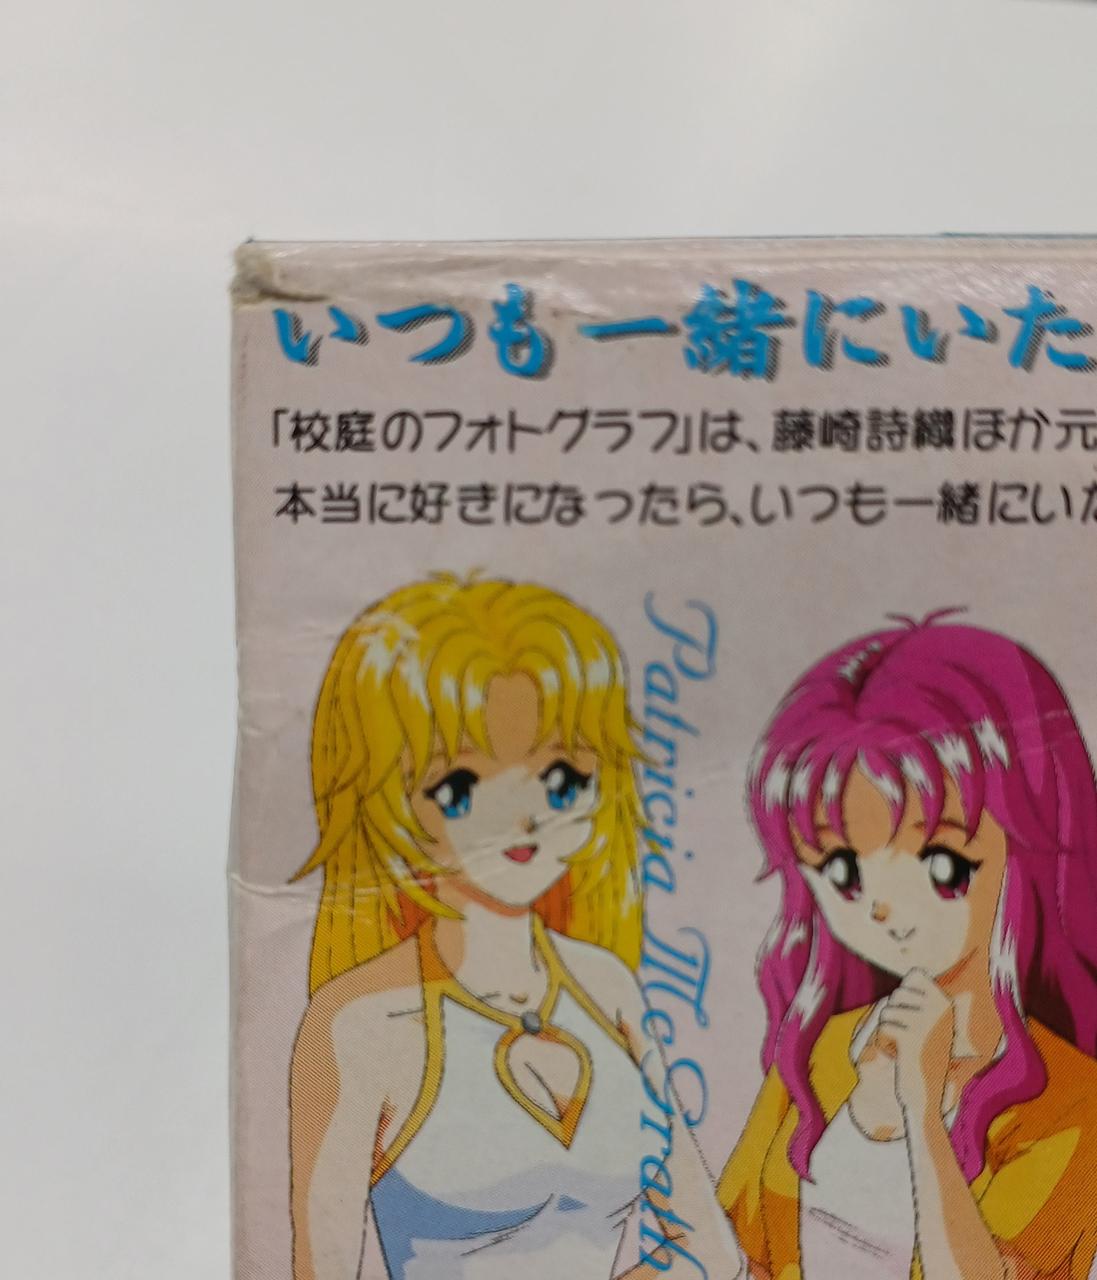 いつも一緒にいた
「校庭のフォトグラフ」は、藤崎詩織ほか元
本当に好きになったら、いつも一緒にいた
Patricia McGrath